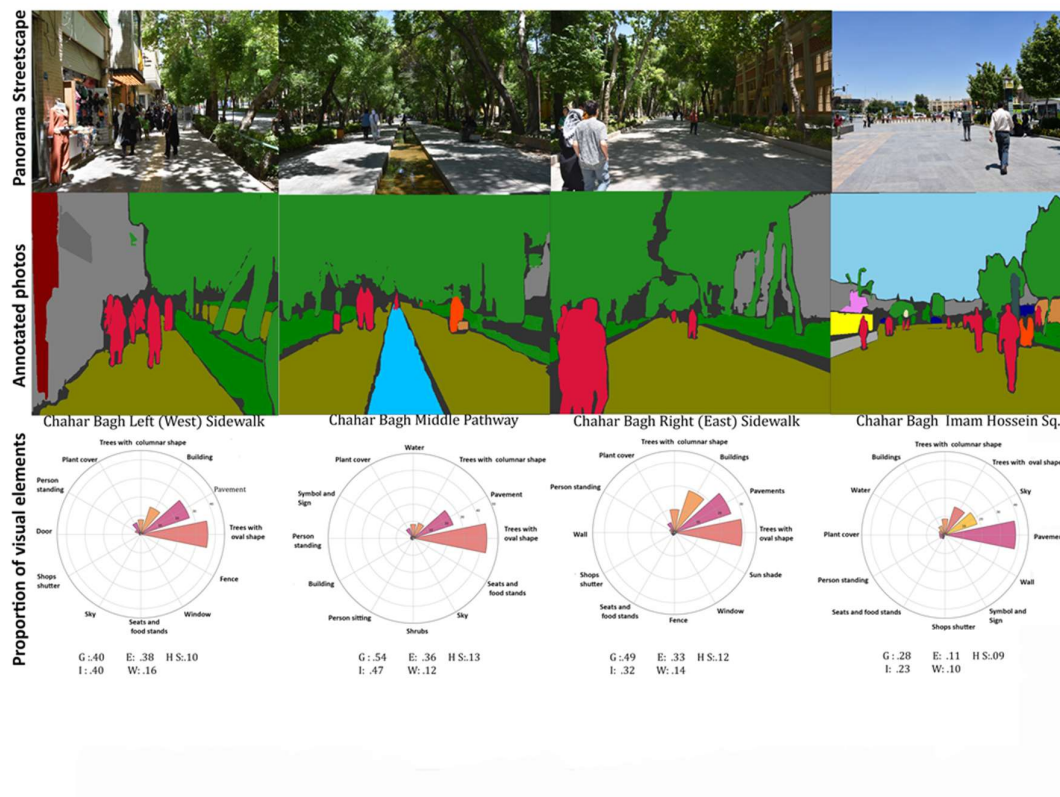 Panorama Streetscape
Annotated photos
Chahar Bagh Left (West) Sidewalk
Chahar Bagh Middle Pathway
Chahar Bagh Right (East) Sidewalk
Chahar Bagh Imam Hossein Sq.
Proportion of visual elements
Trees with columnar shape
Building
Pavement
Trees with
oval shape
Fence
Window
Seats and
food stands
Sky
Shops
shutter
Door
Person
standing
Plant cover
G:.40 E: .38 H S:.10
I: .40 W: .16
Water
Trees with columnar shape
Pavement
Trees with
oval shape
Seats and
food stands
Sky
Shrubs
Person sitting
Building
Person
standing
Symbol and
Sign
Plant cover
G: .54 E: .36 H S:.13
I: .47 W: .12
Trees with columnar shape
Buildings
Pavements
Trees with
oval shape
Sun shade
Window
Fence
Seats and
food stands
Shops
shutter
Wall
Person standing
Plant cover
G:.49 E: .33 H S:.12
I: .32 W: .14
Trees with columnar shape
Trees with oval shape
Sky
Pavemen
Wall
Symbol and
Sign
Shops shutter
Seats and food stands
Person standing
Plant cover
Water
Buildings
G : .28 E: .11 H S:.09
I: .23 W: .10